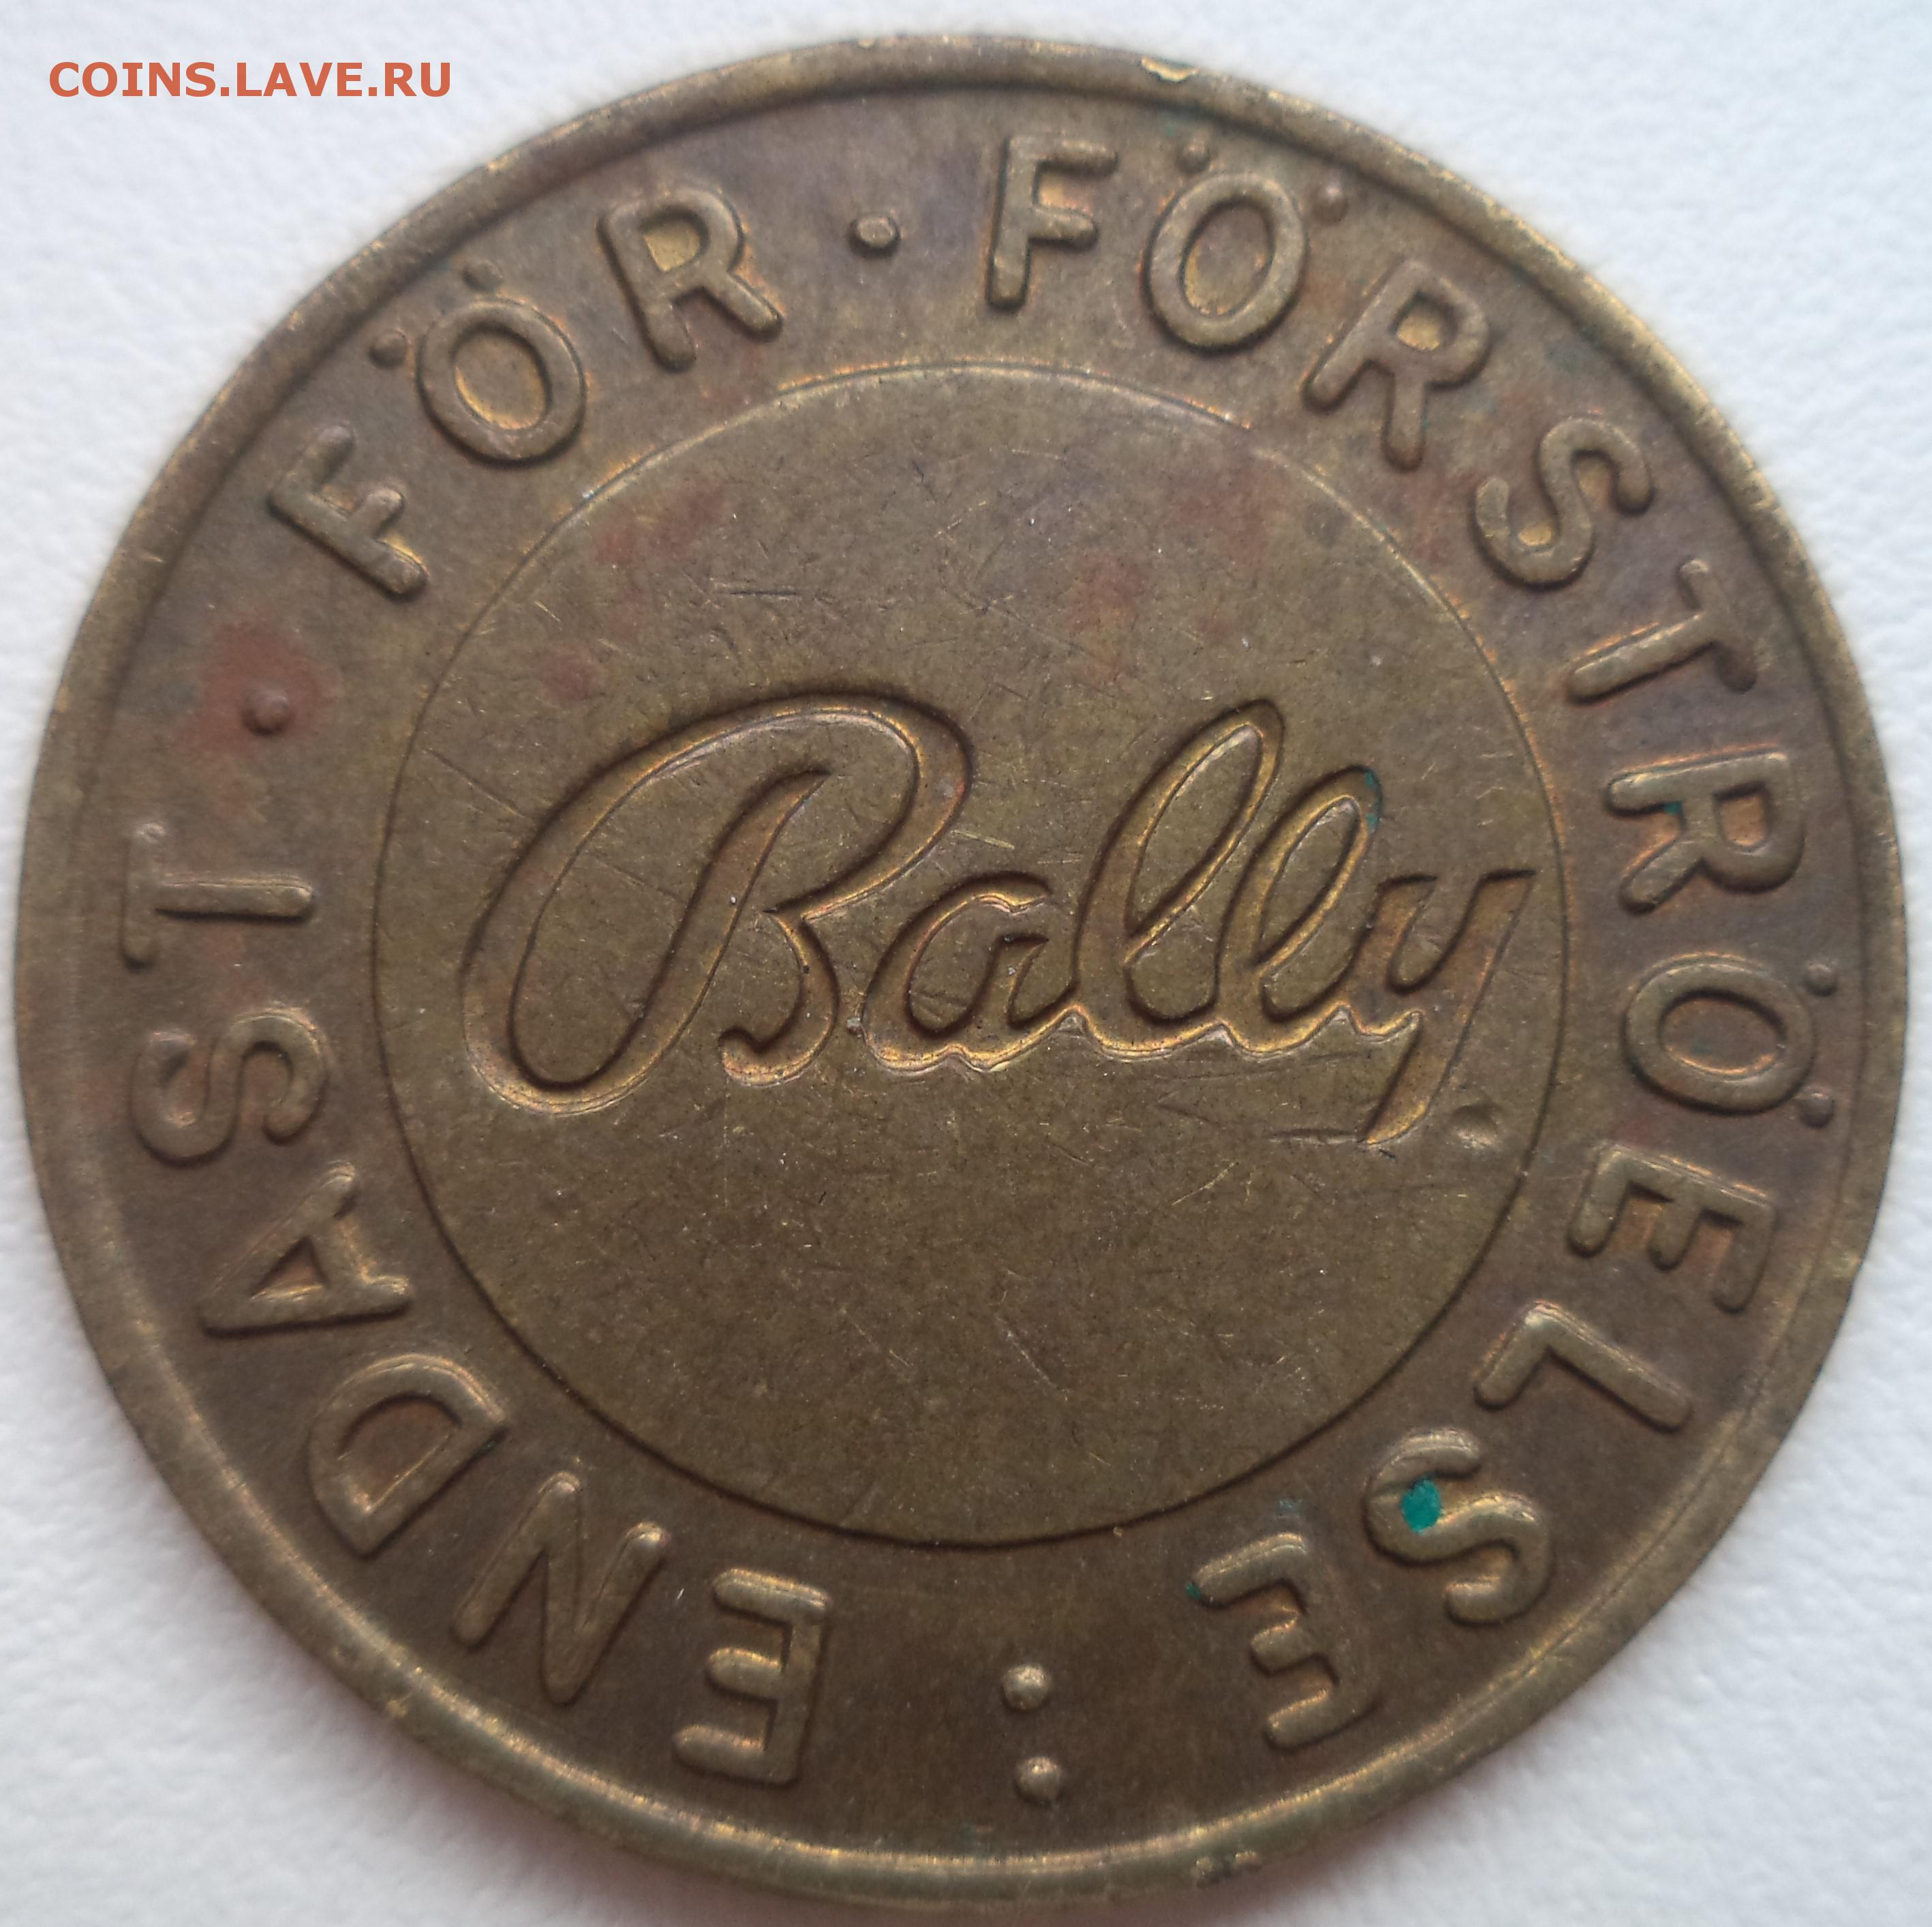 COINS.LAVE.RU
ENDAST · FÖR · FÖRSTRÖELSE :
Bally